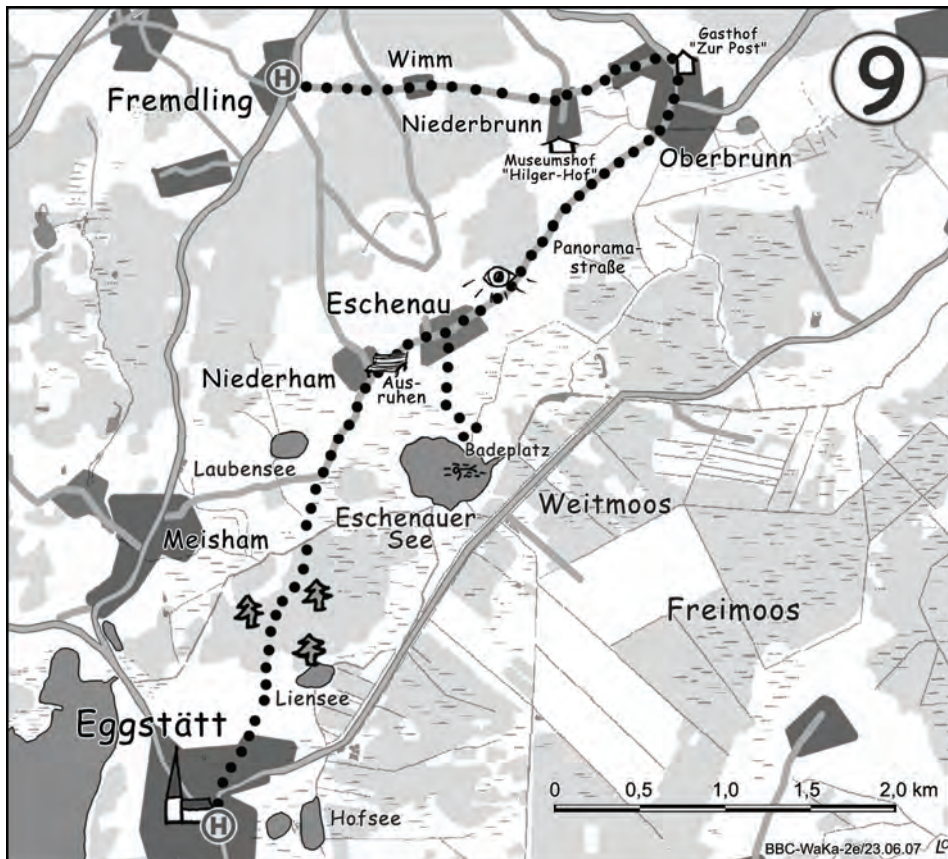 Gasthof
"Zur Post"
9
Wimm
H
Fremdling
Niederbrunn
Museumshof
"Hilger-Hof"
Oberbrunn
Panorama-
straße
Eschenau
Niederham
Aus-
ruhen
Badeplatz
Laubensee
Eschenauer
See
Weitmoos
Meisham
Freimoos
Liensee
Eggstätt
0 0,5 1,0 1,5 2,0 km
Hofsee
H
BBC-WaKa-2e/23.06.07